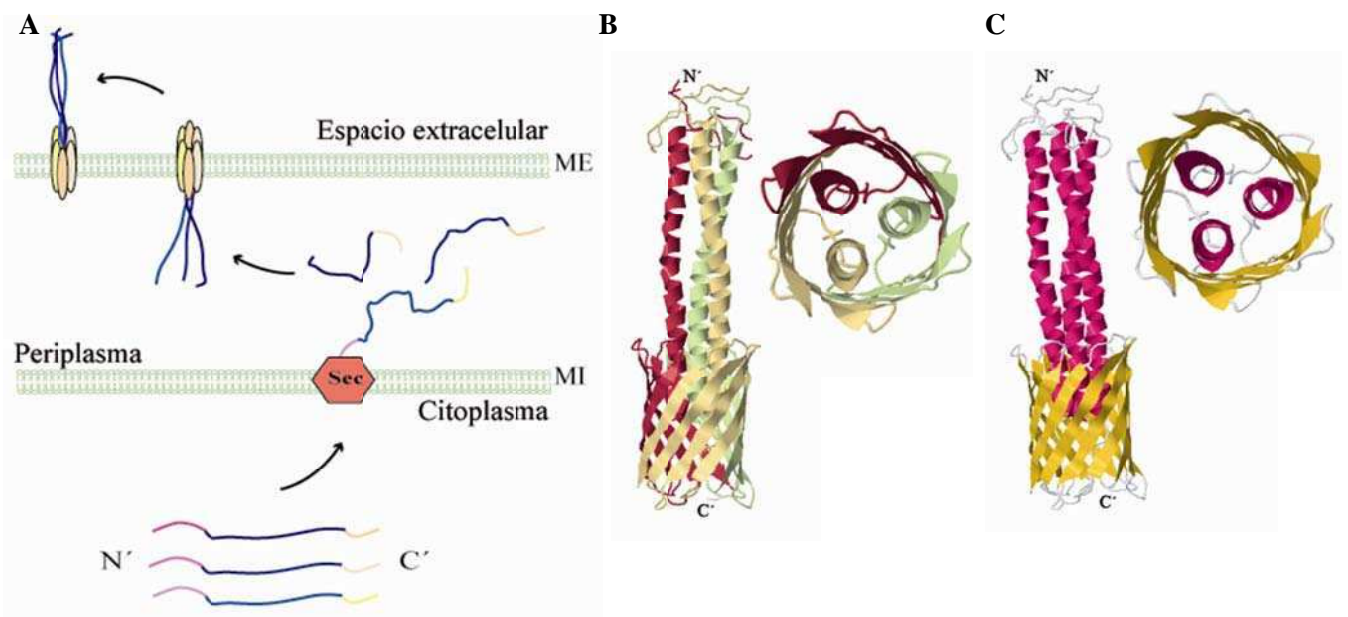 A
B
C
Espacio extracelular
ME
Periplasma
Sec
MI
Citoplasma
N´
C´
N´
C´
N´
C´